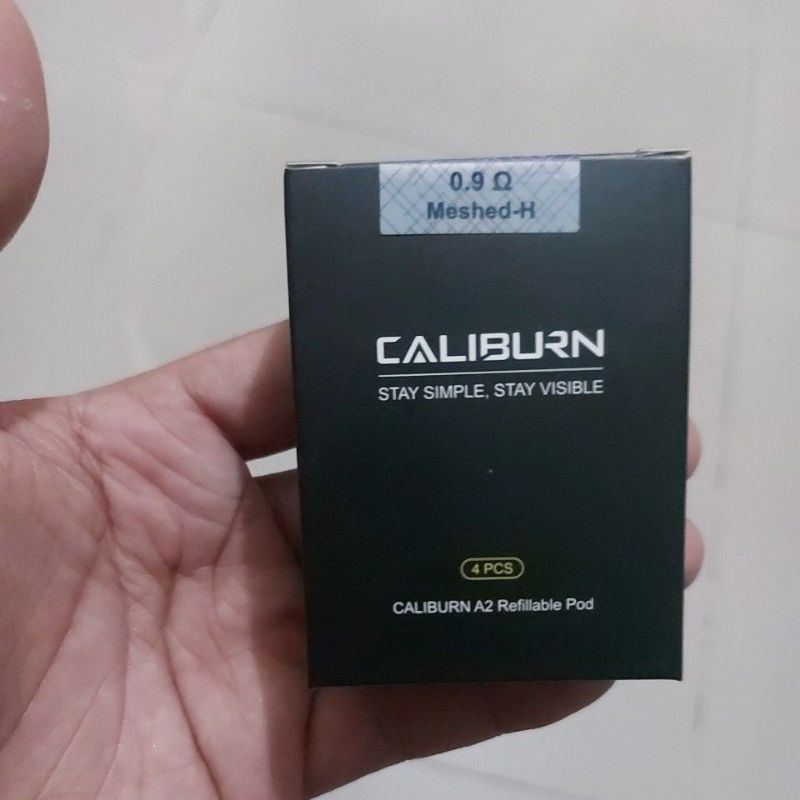 0.9 Ω
Meshed-H
CALIBURN
STAY SIMPLE, STAY VISIBLE
4 PCS
CALIBURN A2 Refillable Pod